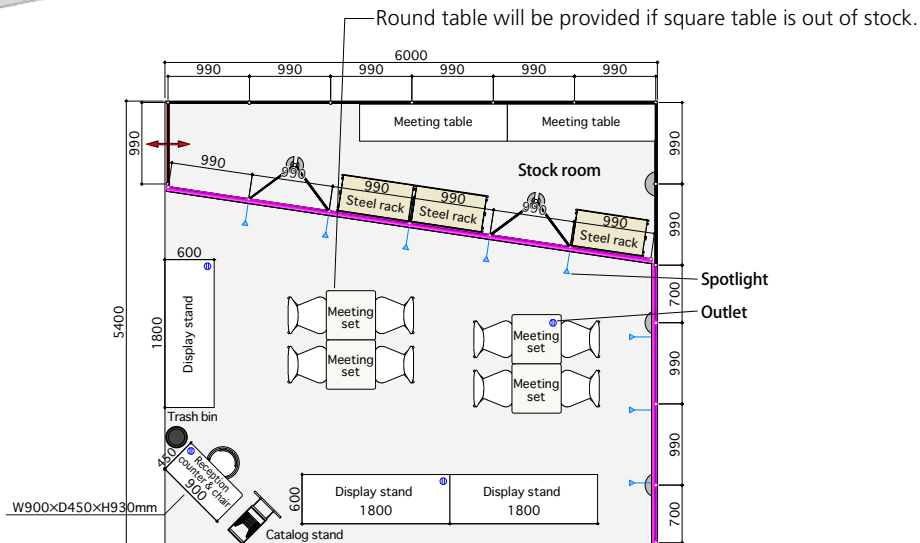 Round table will be provided if square table is out of stock.
6000
990 990 990 990 990 990
Meeting table Meeting table
990
990
Stock room
990
990
990
Steel rack
990
Steel rack
990
990
Steel rack
990
Spotlight
600
700
Outlet
5400
1800
Display stand
Meeting
set
Meeting
set
Meeting
set
Meeting
set
990
Trash bin
990
450
Reception
counter & chair
900
600
Display stand
1800
Display stand
1800
700
W900×D450×H930mm
Catalog stand